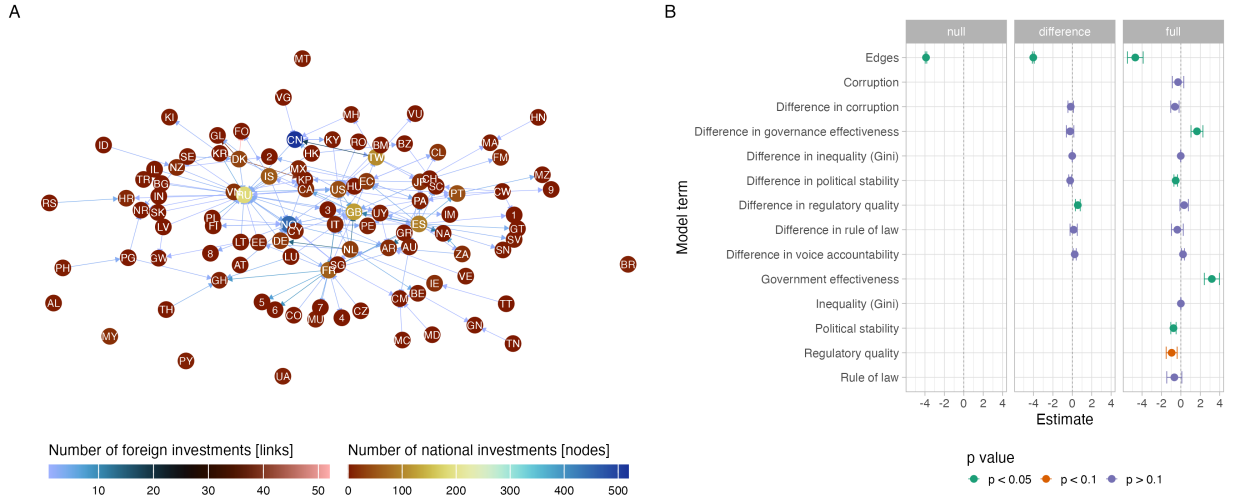 A
B
MT
VG
KI
MH
VU
HN
GL
FO
CN
KY
RO
BM
BZ
MA
ID
SE
KR
DK
2
HK
TW
CL
FM
IL
NZ
MX
TR
BG
IS
KP
EC
JP
CH
SC
MZ
9
VN
RU
CA
US
HU
PT
CW
RS
HR
IN
PA
NR
SK
3
GB
UY
IM
1
LV
PL
FI
NO
CY
IT
PE
ES
NA
GT
GR
SV
LT
EE
DE
NL
AR
AU
SN
PG
GW
8
LU
ZA
PH
AT
SG
FR
BR
GH
VE
IE
AL
TH
5
6
CO
7
MU
4
CZ
CM
BE
TT
GN
MY
MC
MD
TN
PY
UA
Number of foreign investments [links]
10 20 30 40 50
Number of national investments [nodes]
0 100 200 300 400 500
null difference full
Model term
Edges
Corruption
Difference in corruption
Difference in governance effectiveness
Difference in inequality (Gini)
Difference in political stability
Difference in regulatory quality
Difference in rule of law
Difference in voice accountability
Government effectiveness
Inequality (Gini)
Political stability
Regulatory quality
Rule of law
-4 -2 0 2 4 -4 -2 0 2 4 -4 -2 0 2 4
Estimate
p value
p < 0.05 p < 0.1 p > 0.1